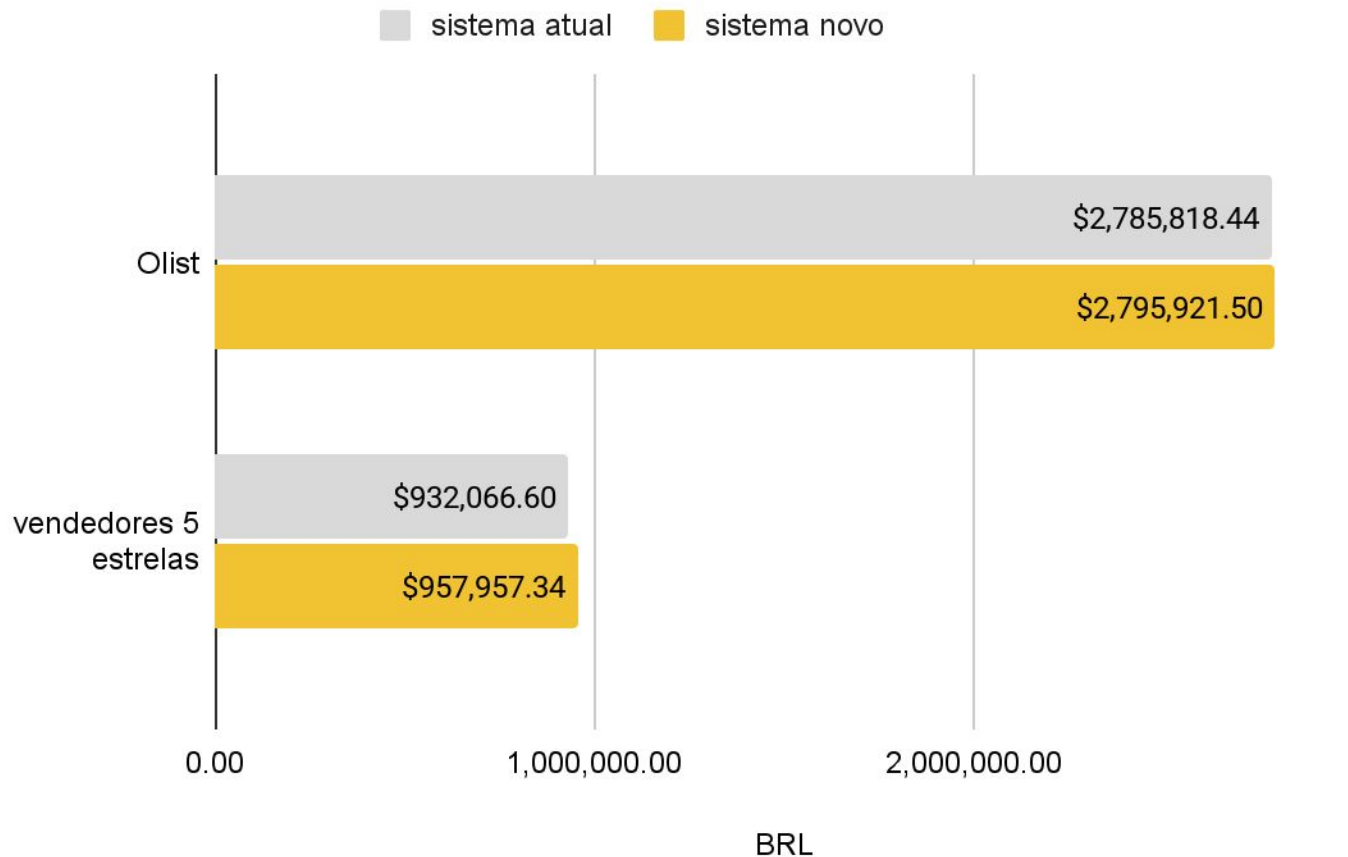 sistema atual
sistema novo
Olist
$2,785,818.44
$2,795,921.50
vendedores 5
estrelas
$932,066.60
$957,957.34
0.00
1,000,000.00
2,000,000.00
BRL